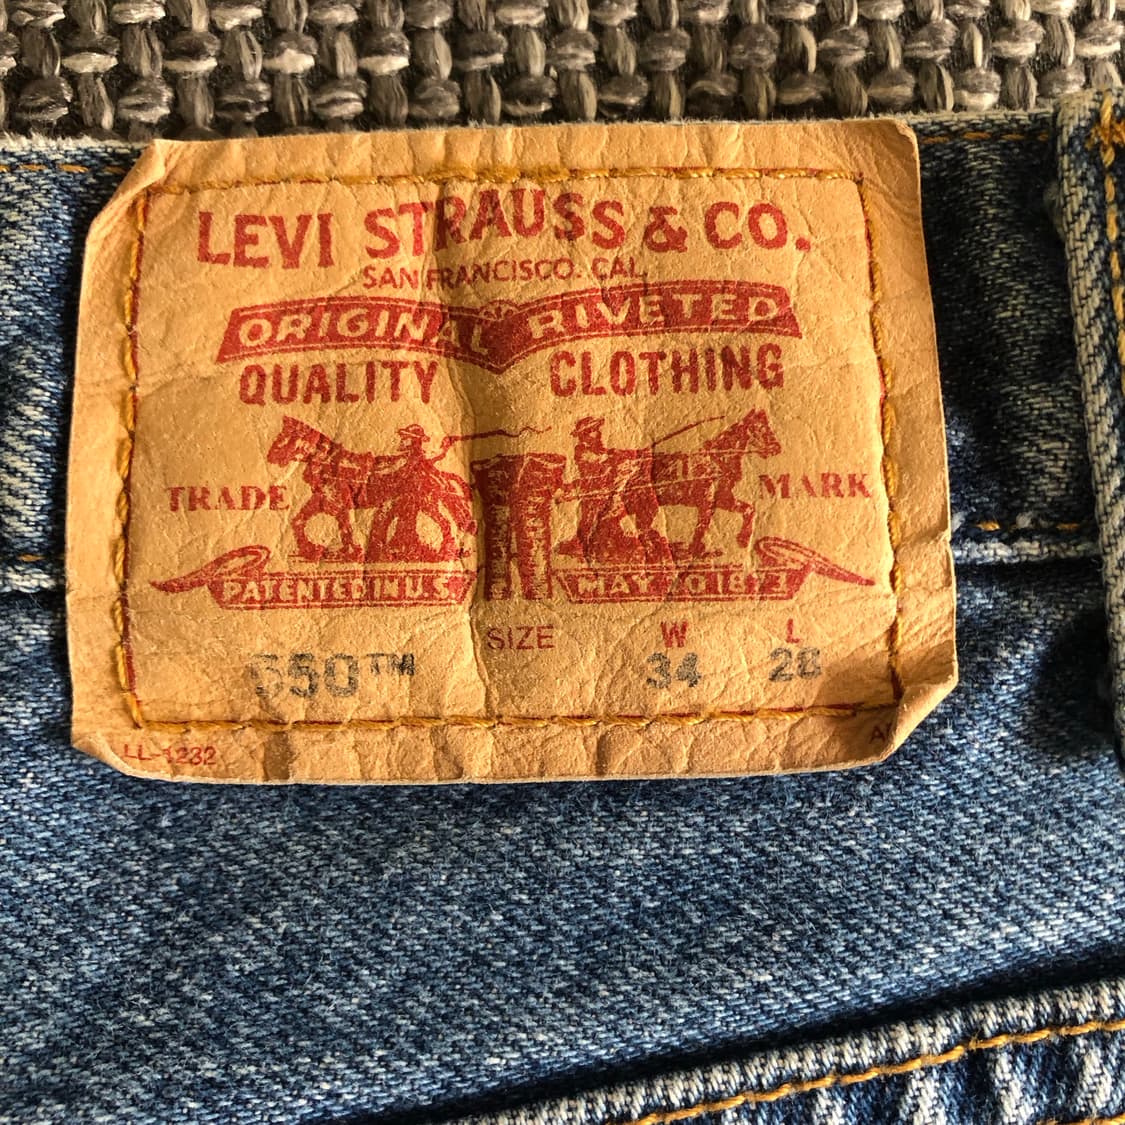 LEVI STRAUSS & CO.
SAN FRANCISCO. CAL.
ORIGINAL RIVETED
QUALITY CLOTHING
TRADE MARK
PATENTED IN U.S. MAY 20 1873
SIZE W L
550™ 34
LL-1232